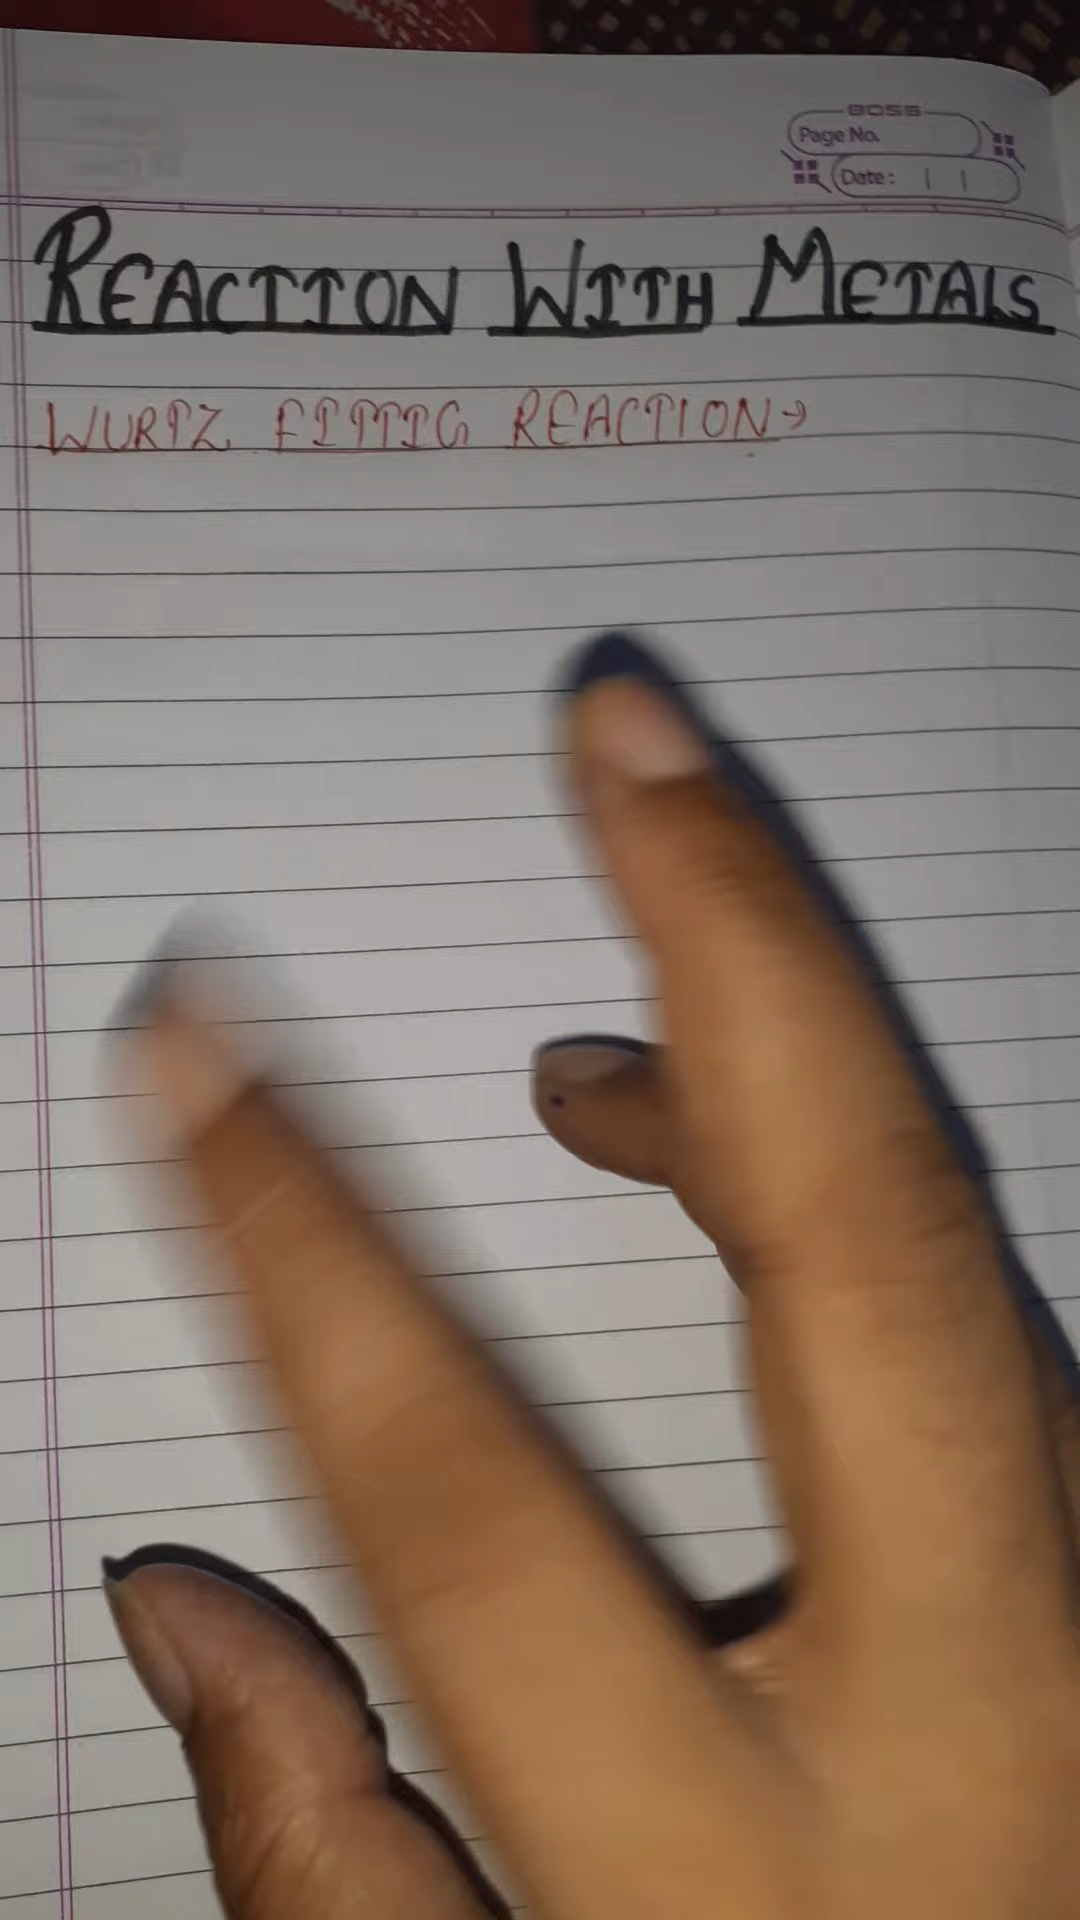 BOSS
Page No.
Date:
REACTION WITH METALS
WURTZ FITTIG REACTION→